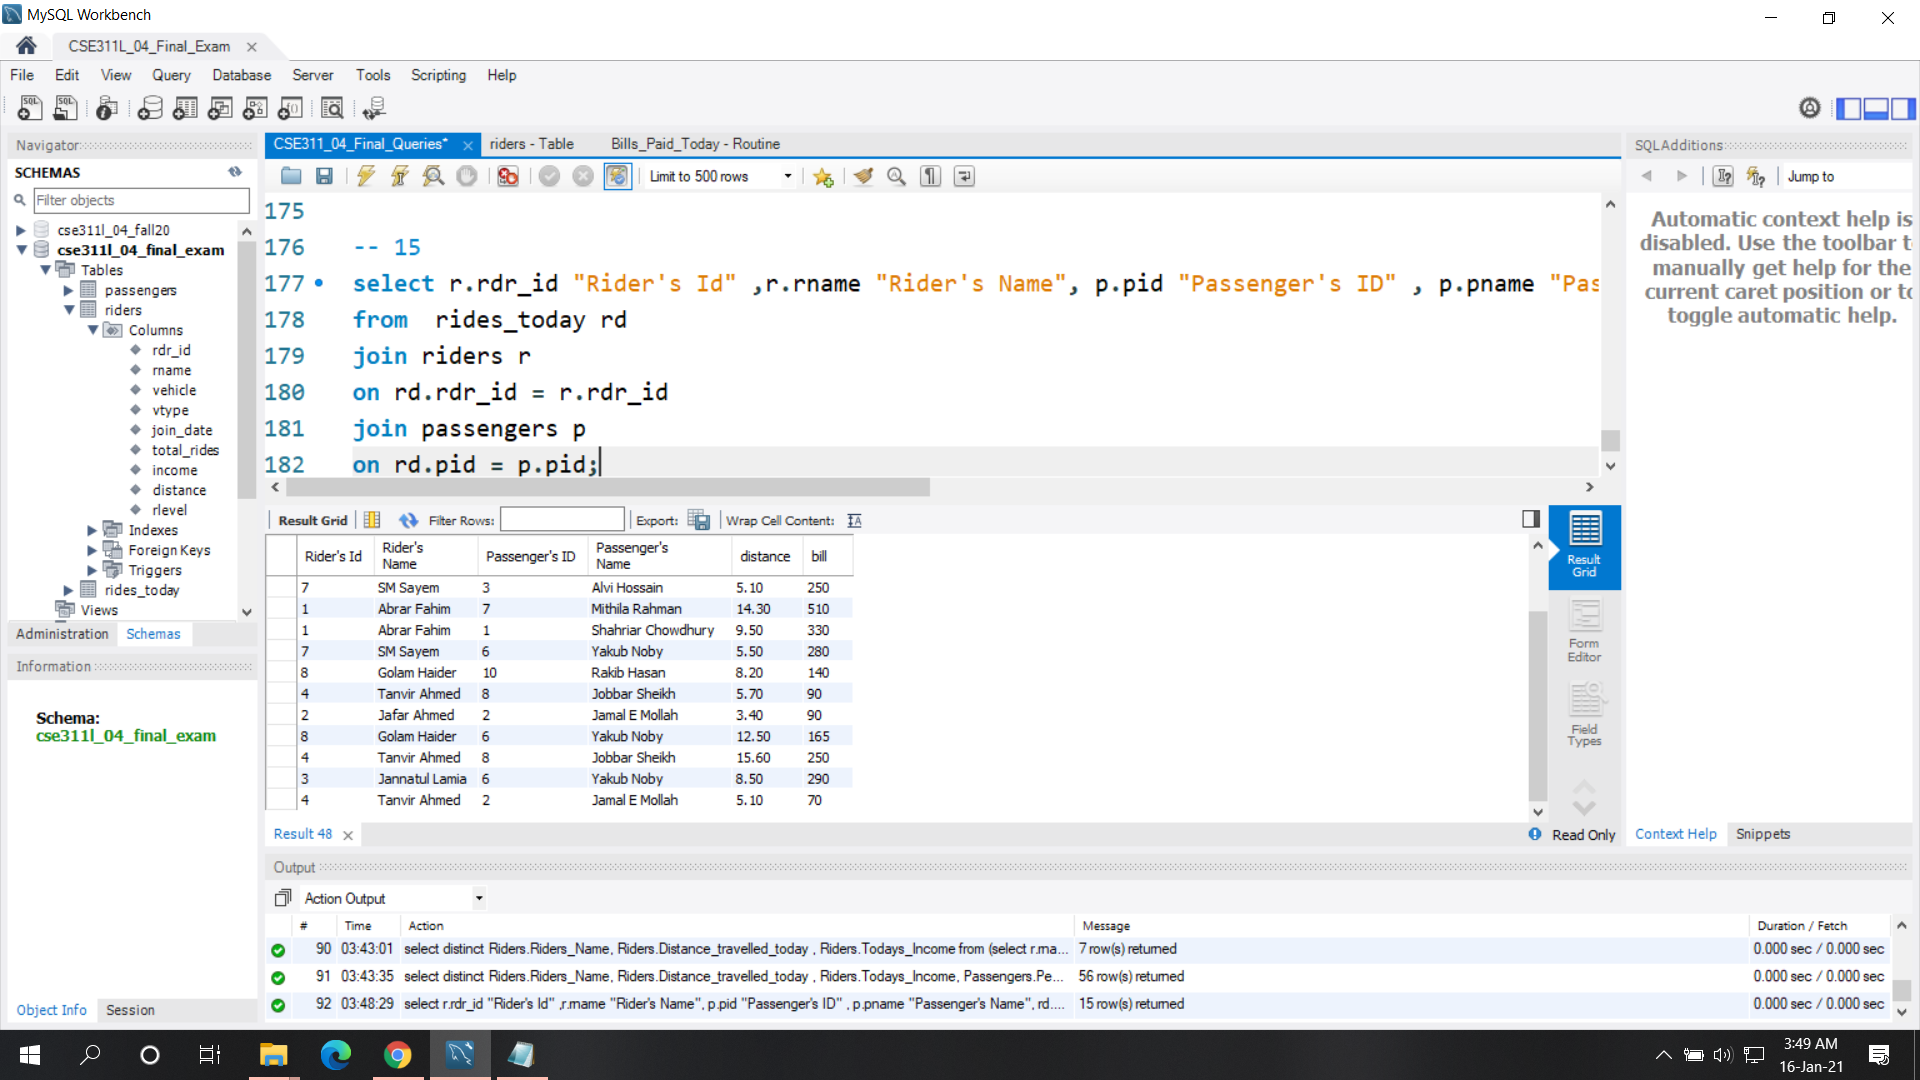 MySQL Workbench
CSE311L_04_Final_Exam
File Edit View Query Database Server Tools Scripting Help
Navigator
SCHEMAS
Filter objects
cse311l_04_fall20
cse311l_04_final_exam
Tables
passengers
riders
Columns
rdr_id
rname
vehicle
vtype
join_date
total_rides
income
distance
rlevel
Indexes
Foreign Keys
Triggers
rides_today
Views
Administration Schemas
Information
Schema:
cse311l_04_final_exam
Object Info Session
CSE311_04_Final_Queries* riders - Table Bills_Paid_Today - Routine
Limit to 500 rows
175
176 -- 15
177 select r.rdr_id "Rider's Id" ,r.rname "Rider's Name", p.pid "Passenger's ID" , p.pname "Pas
178 from rides_today rd
179 join riders r
180 on rd.rdr_id = r.rdr_id
181 join passengers p
182 on rd.pid = p.pid;
Result Grid Filter Rows: Export: Wrap Cell Content:
Rider's Id Rider's Name Passenger's ID Passenger's Name distance bill
7 SM Sayem 3 Alvi Hossain 5.10 250
1 Abrar Fahim 7 Mithila Rahman 14.30 510
1 Abrar Fahim 1 Shahriar Chowdhury 9.50 330
7 SM Sayem 6 Yakub Noby 5.50 280
8 Golam Haider 10 Rakib Hasan 8.20 140
4 Tanvir Ahmed 8 Jobbar Sheikh 5.70 90
2 Jafar Ahmed 2 Jamal E Mollah 3.40 90
8 Golam Haider 6 Yakub Noby 12.50 165
4 Tanvir Ahmed 8 Jobbar Sheikh 15.60 250
3 Jannatul Lamia 6 Yakub Noby 8.50 290
4 Tanvir Ahmed 2 Jamal E Mollah 5.10 70
Result Grid
Form Editor
Field Types
Result 48
Read Only
SQLAdditions
Jump to
Automatic context help is
disabled. Use the toolbar t
manually get help for the
current caret position or to
toggle automatic help.
Context Help Snippets
Output
Action Output
# Time Action Message Duration / Fetch
90 03:43:01 select distinct Riders.Riders_Name, Riders.Distance_travelled_today , Riders.Todays_Income from (select r.rna... 7 row(s) returned 0.000 sec / 0.000 sec
91 03:43:35 select distinct Riders.Riders_Name, Riders.Distance_travelled_today , Riders.Todays_Income, Passengers.Pe... 56 row(s) returned 0.000 sec / 0.000 sec
92 03:48:29 select r.rdr_id "Rider's Id" ,r.rname "Rider's Name", p.pid "Passenger's ID" , p.pname "Passenger's Name", rd.... 15 row(s) returned 0.000 sec / 0.000 sec
3:49 AM
16-Jan-21